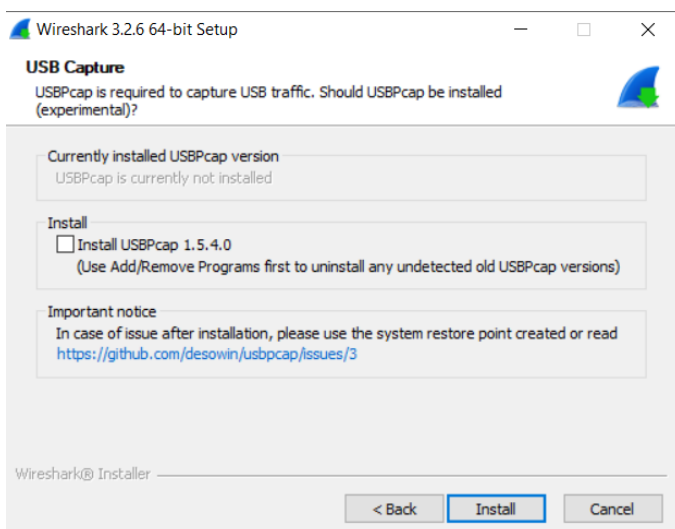 Wireshark 3.2.6 64-bit Setup
USB Capture
USBPcap is required to capture USB traffic. Should USBPcap be installed
(experimental)?
Currently installed USBPcap version
USBPcap is currently not installed
Install
Install USBPcap 1.5.4.0
(Use Add/Remove Programs first to uninstall any undetected old USBPcap versions)
Important notice
In case of issue after installation, please use the system restore point created or read
https://github.com/desowin/usbpcap/issues/3
Wireshark® Installer
< Back Install Cancel